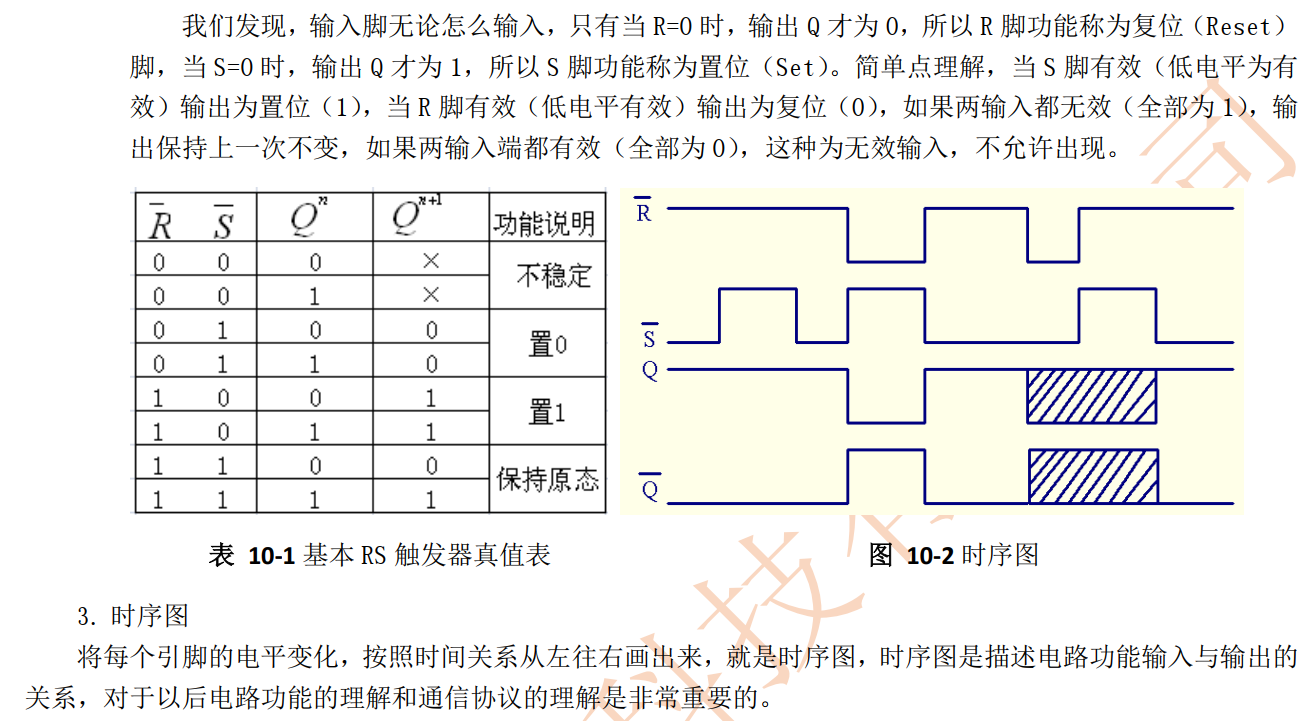 我们发现，输入脚无论怎么输入，只有当 R=0 时，输出 Q 才为 0，所以 R 脚功能称为复位（Reset）
脚，当 S=0 时，输出 Q 才为 1，所以 S 脚功能称为置位（Set）。简单点理解，当 S 脚有效（低电平为有
效）输出为置位（1），当 R 脚有效（低电平有效）输出为复位（0），如果两输入都无效（全部为 1），输
出保持上一次不变，如果两输入端都有效（全部为 0），这种为无效输入，不允许出现。
R̅ S̅ Qⁿ Qⁿ⁺¹ 功能说明
0 0 0 × 不稳定
0 0 1 ×
0 1 0 0 置0
0 1 1 0
1 0 0 1 置1
1 0 1 1
1 1 0 0 保持原态
1 1 1 1
R̅
S̅
Q
Q̅
表 10-1 基本 RS 触发器真值表
图 10-2 时序图
3. 时序图
将每个引脚的电平变化，按照时间关系从左往右画出来，就是时序图，时序图是描述电路功能输入与输出的
关系，对于以后电路功能的理解和通信协议的理解是非常重要的。
科技
司